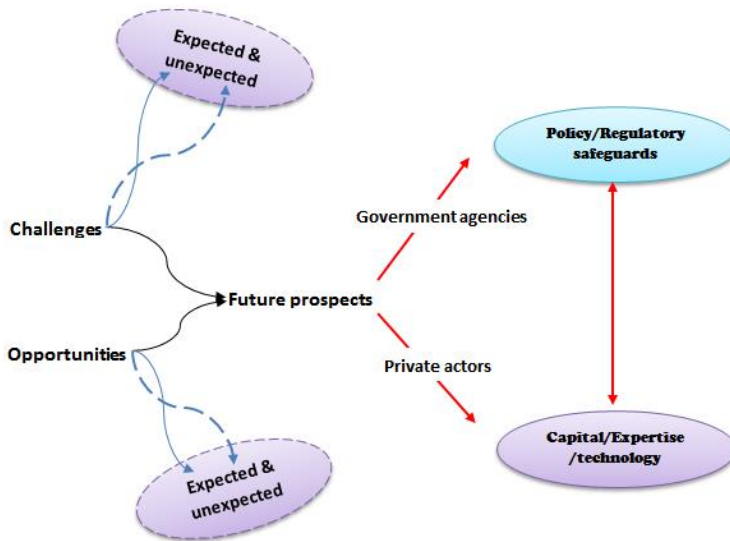 Expected &
unexpected
Policy/Regulatory
safeguards
Government agencies
Challenges
Future prospects
Opportunities
Private actors
Capital/Expertise
/technology
Expected &
unexpected